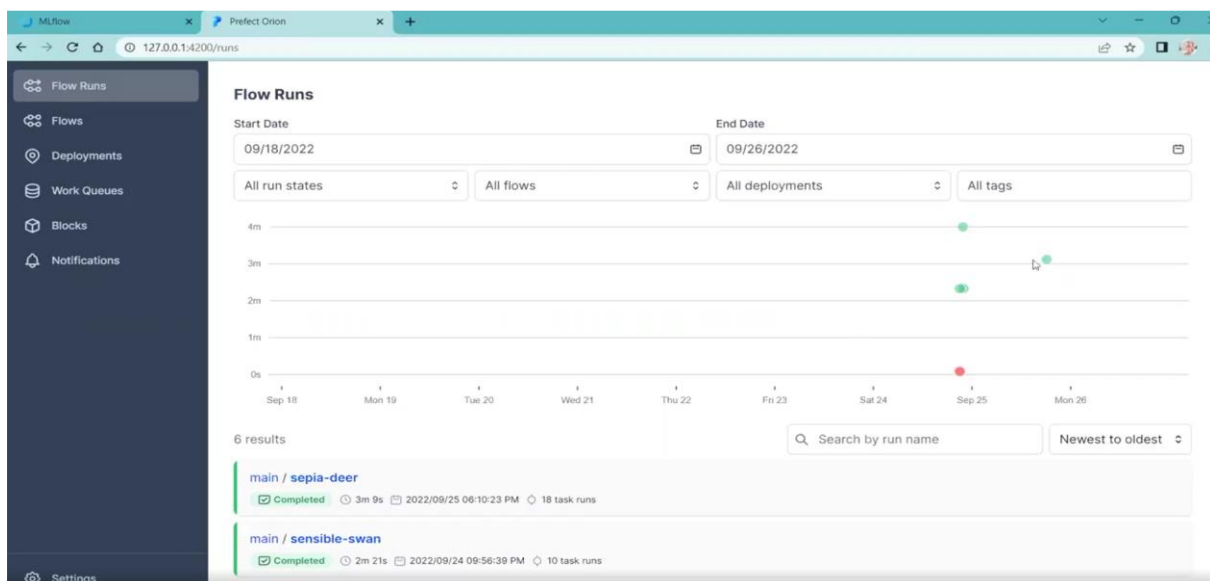 MLflow
Prefect Orion
127.0.0.1:4200/runs
Flow Runs
Flows
Deployments
Work Queues
Blocks
Notifications
Settings
Flow Runs
Start Date
End Date
09/18/2022
09/26/2022
All run states
All flows
All deployments
All tags
4m
3m
2m
1m
0s
Sep 18 Mon 19 Tue 20 Wed 21 Thu 22 Fri 23 Sat 24 Sep 25 Mon 26
6 results
Search by run name
Newest to oldest
main / sepia-deer
Completed 3m 9s 2022/09/25 06:10:23 PM 18 task runs
main / sensible-swan
Completed 2m 21s 2022/09/24 09:56:39 PM 10 task runs